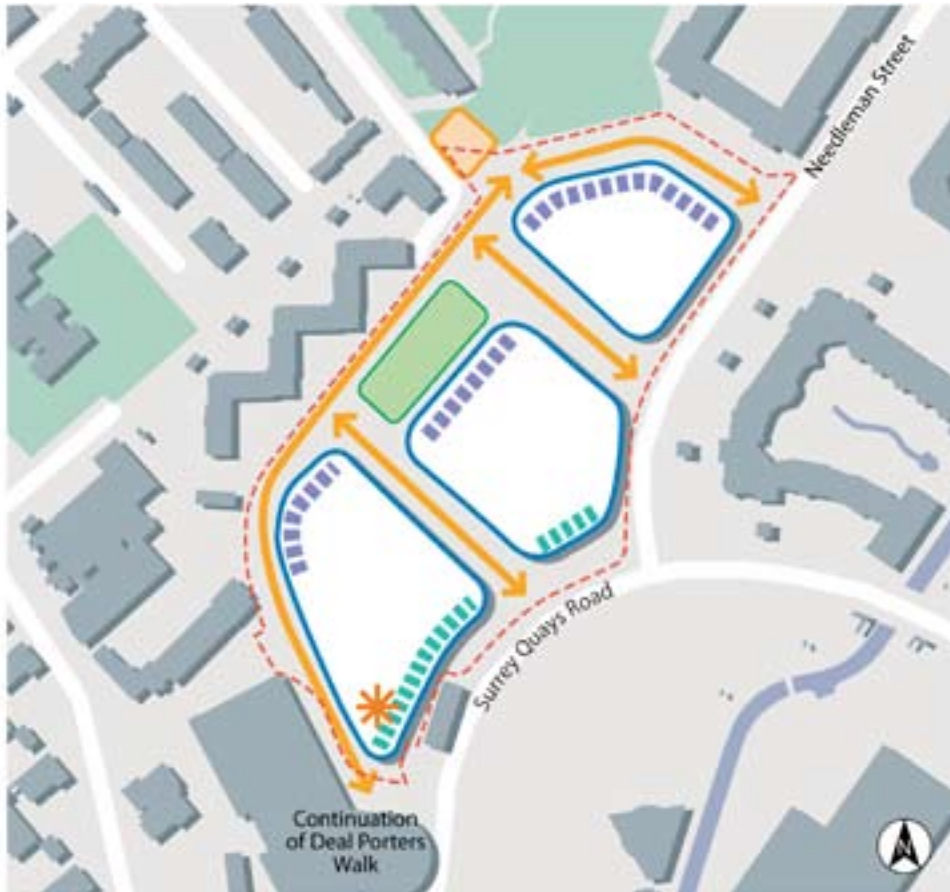 Needleman Street
Surrey Quays Road
Continuation
of Deal Porters
Walk
N